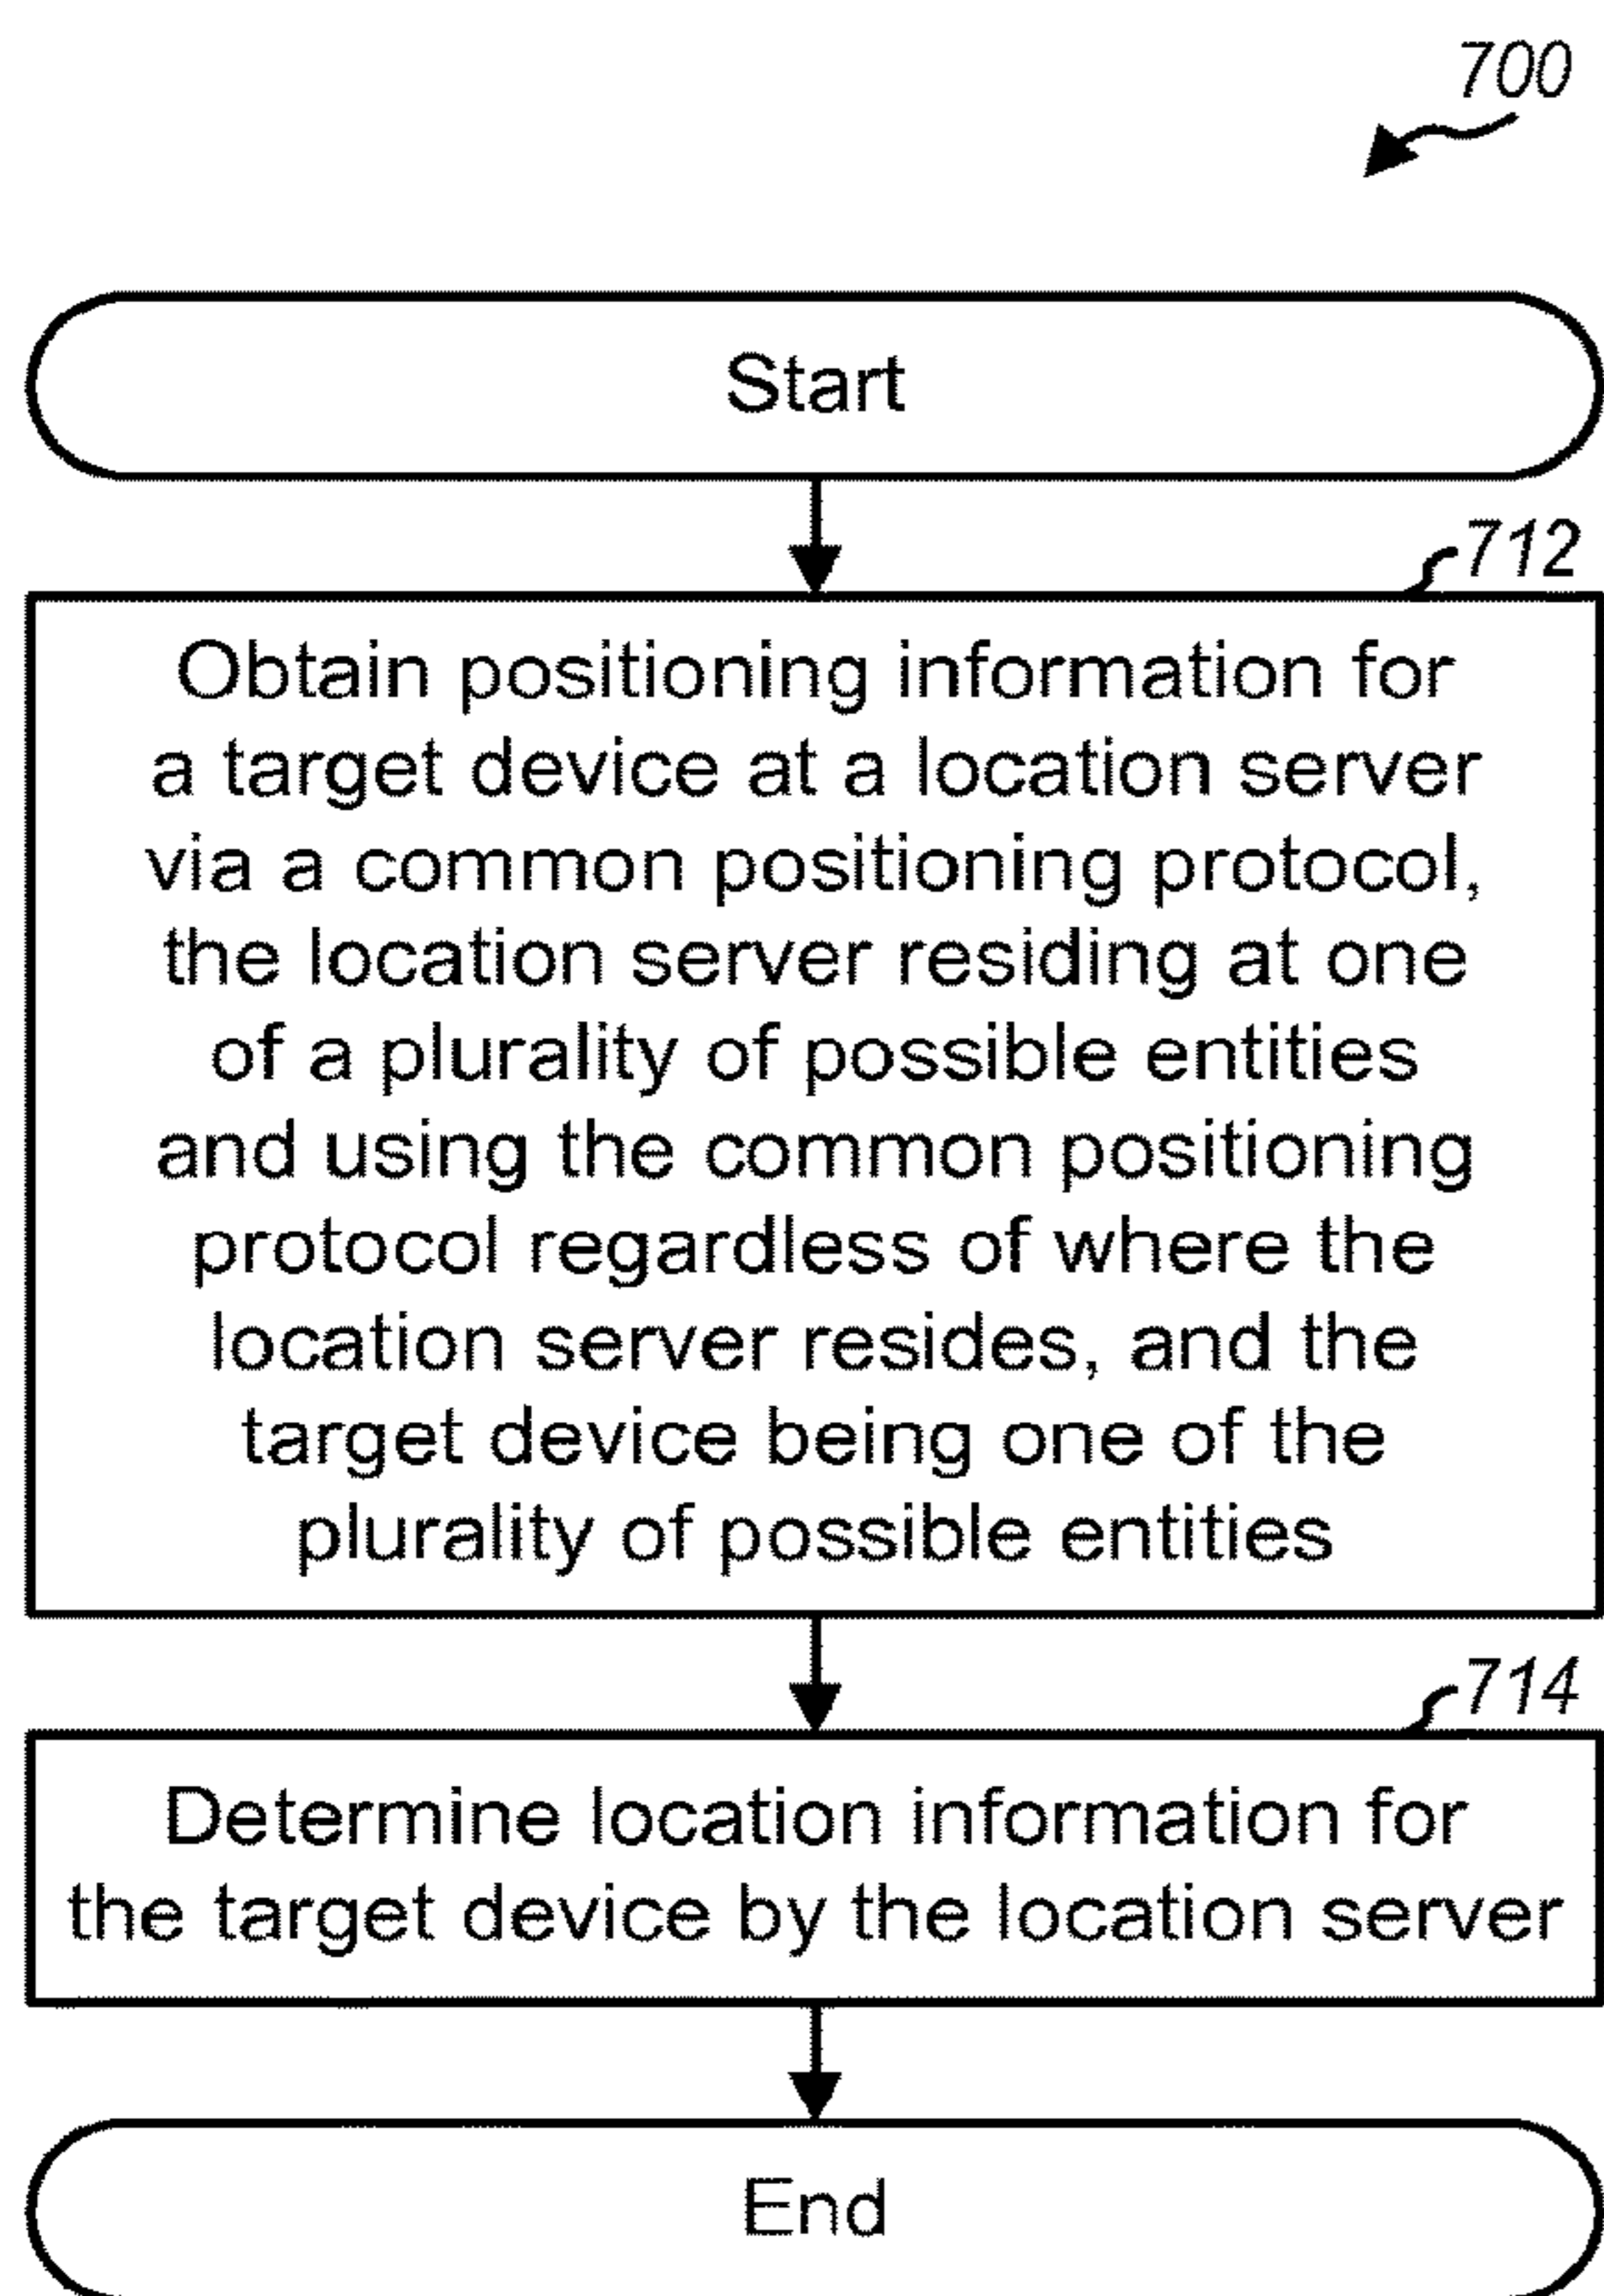 700
Start
712
Obtain positioning information for
a target device at a location server
via a common positioning protocol,
the location server residing at one
of a plurality of possible entities
and using the common positioning
protocol regardless of where the
location server resides, and the
target device being one of the
plurality of possible entities
714
Determine location information for
the target device by the location server
End